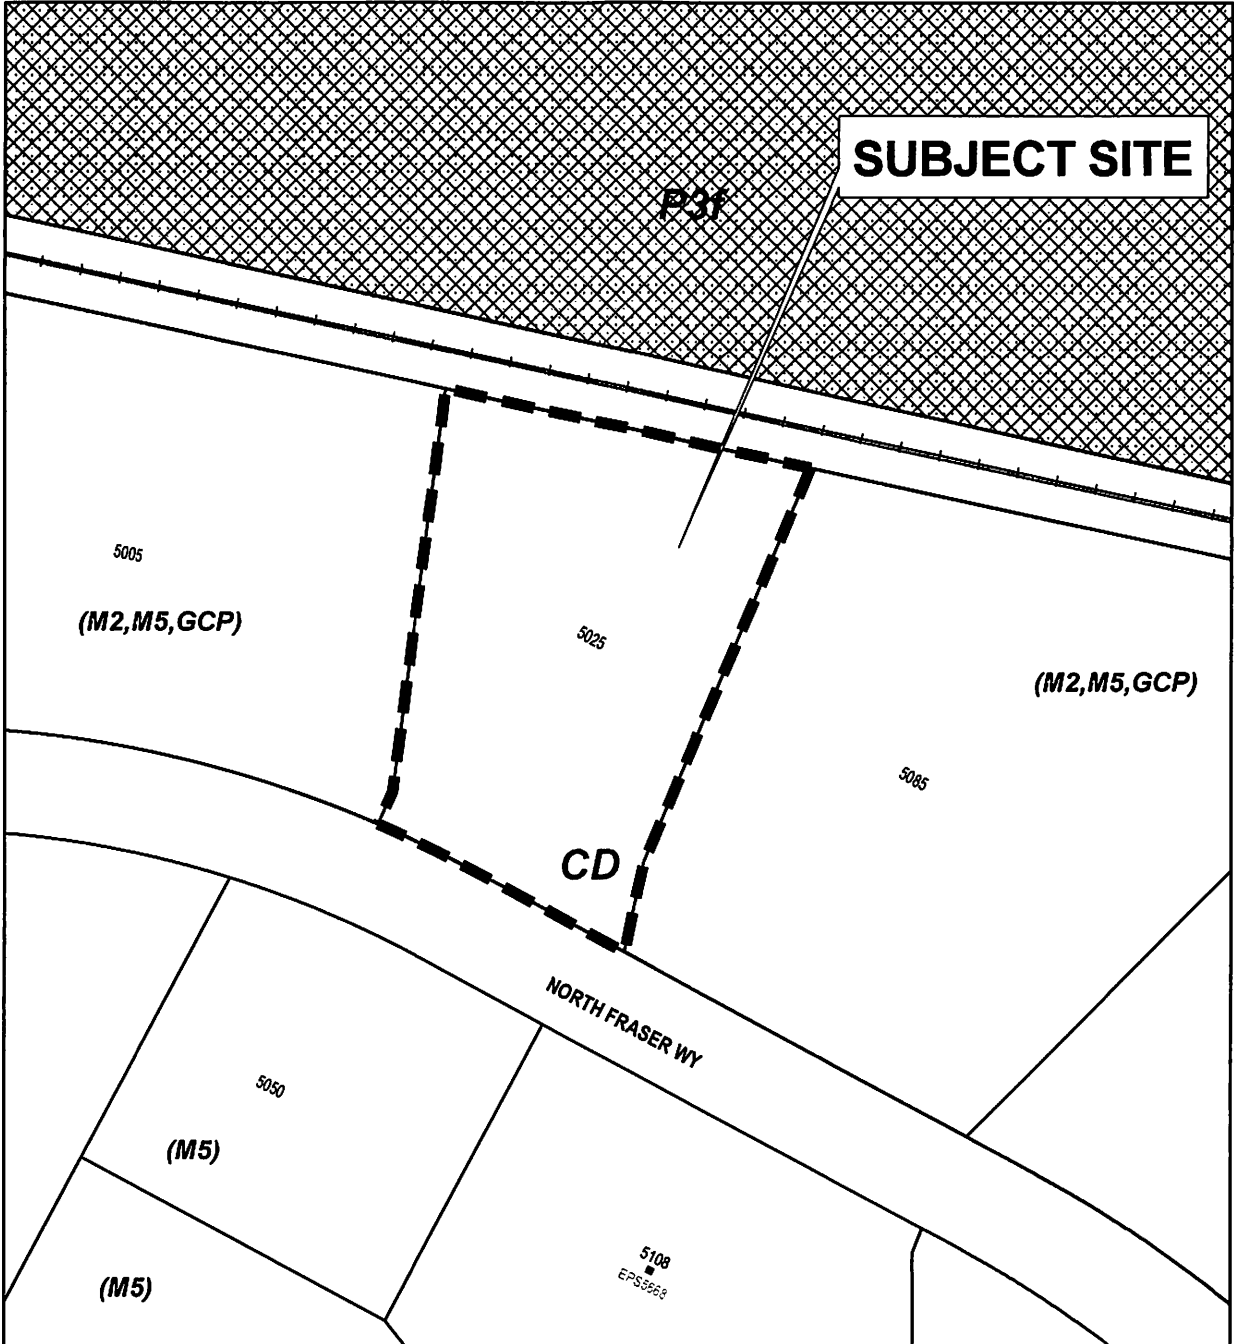 SUBJECT SITE
P3f
5005
(M2,M5,GCP)
5025
(M2,M5,GCP)
5085
CD
NORTH FRASER WY
5050
(M5)
5108
EPS5668
(M5)